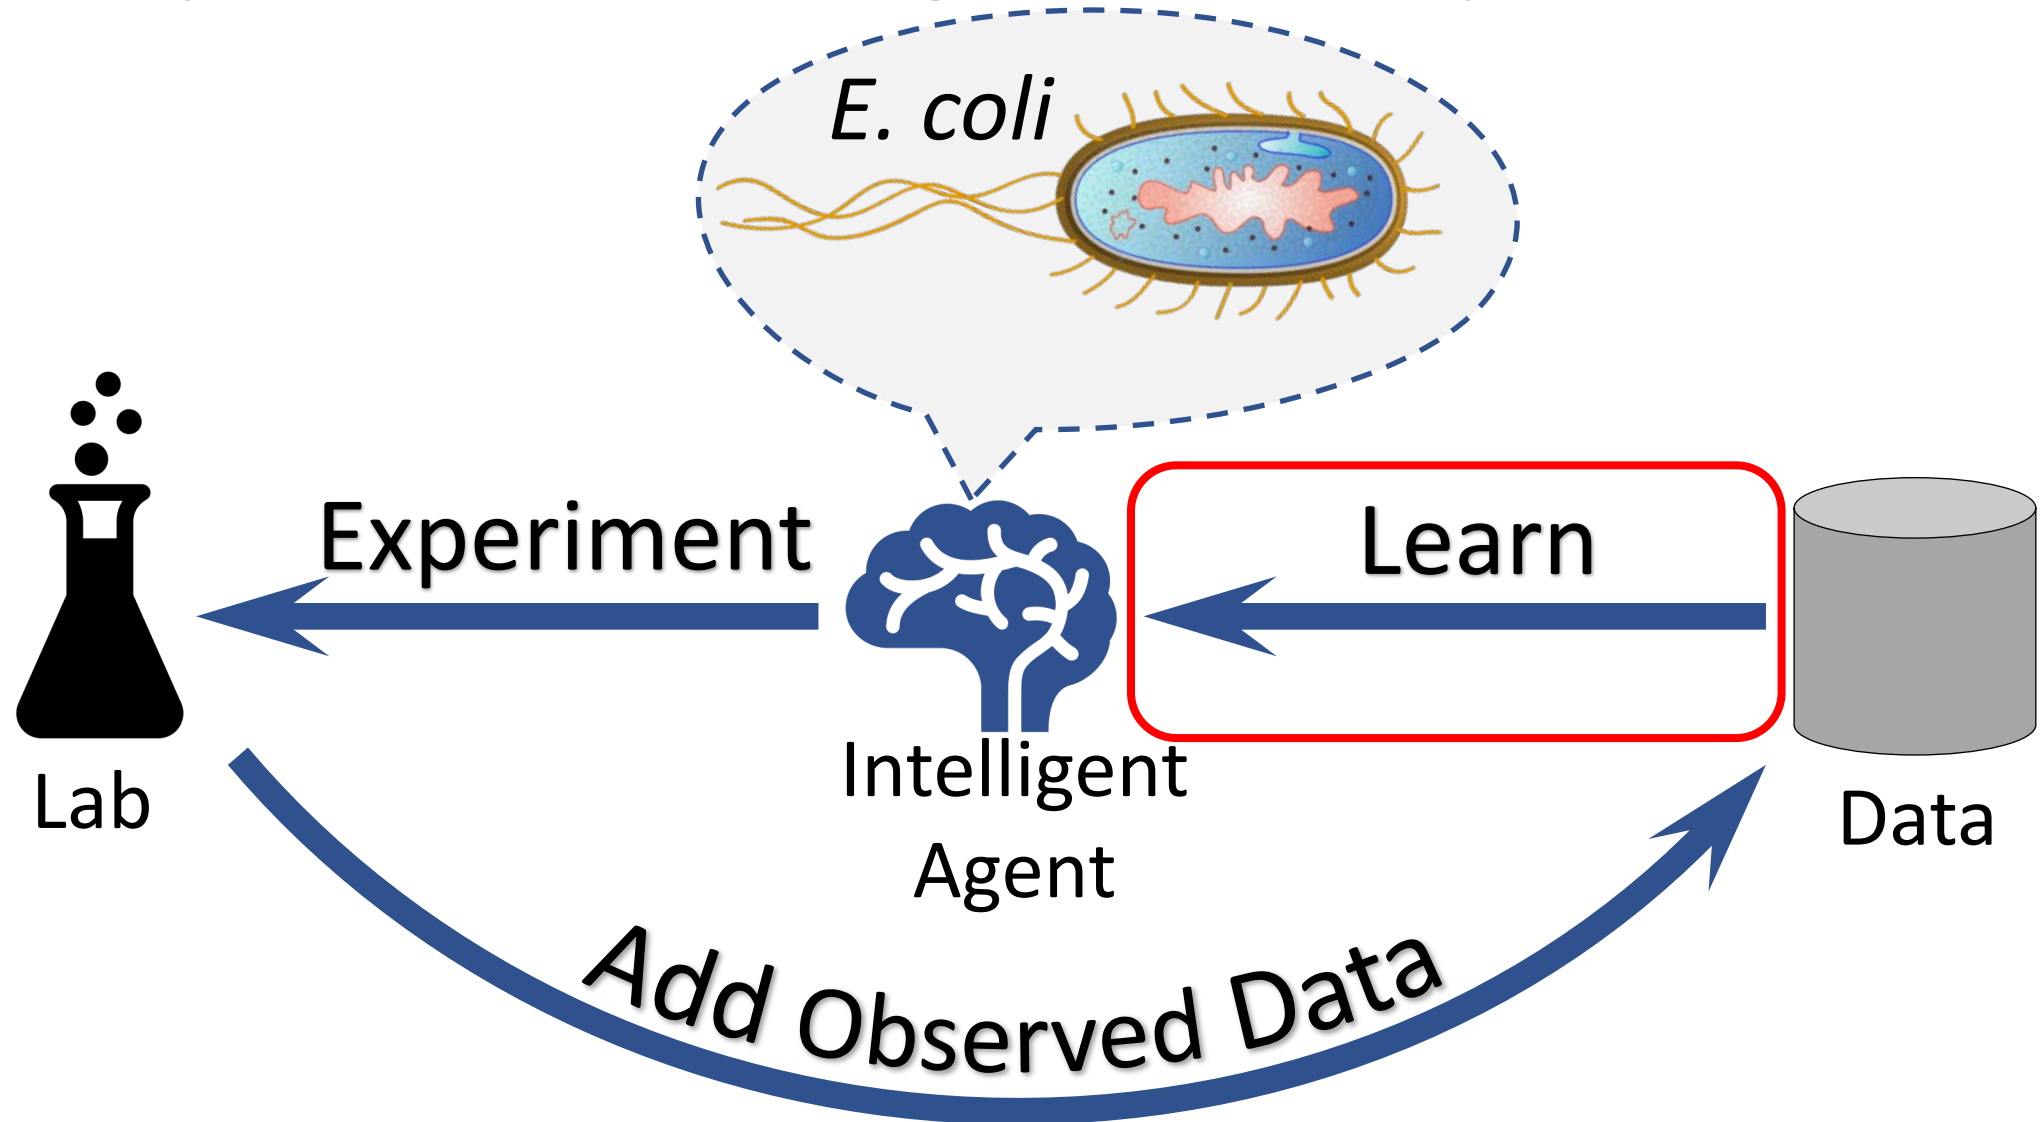 E. coli
Experiment
Learn
Lab
Intelligent
Agent
Data
Add Observed Data